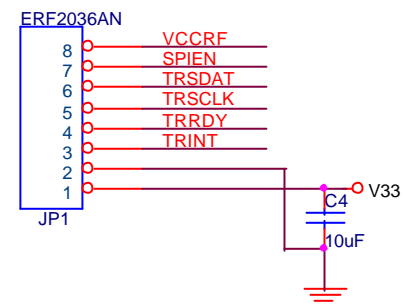 ERF2036AN
8 VCCRF
7 SPIEN
6 TRSDAT
5 TRSCLK
4 TRRDY
3 TRINT
2
1 V33
C4
JP1
10uF